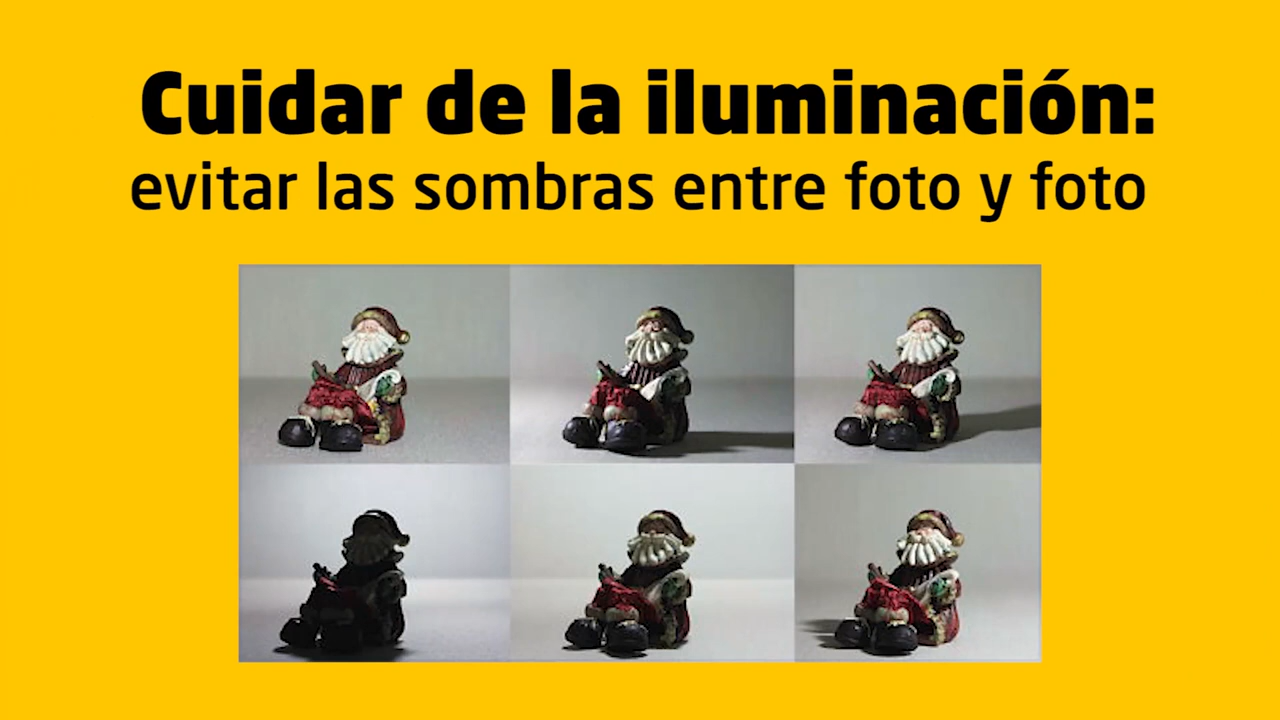 Cuidar de la iluminación:
evitar las sombras entre foto y foto